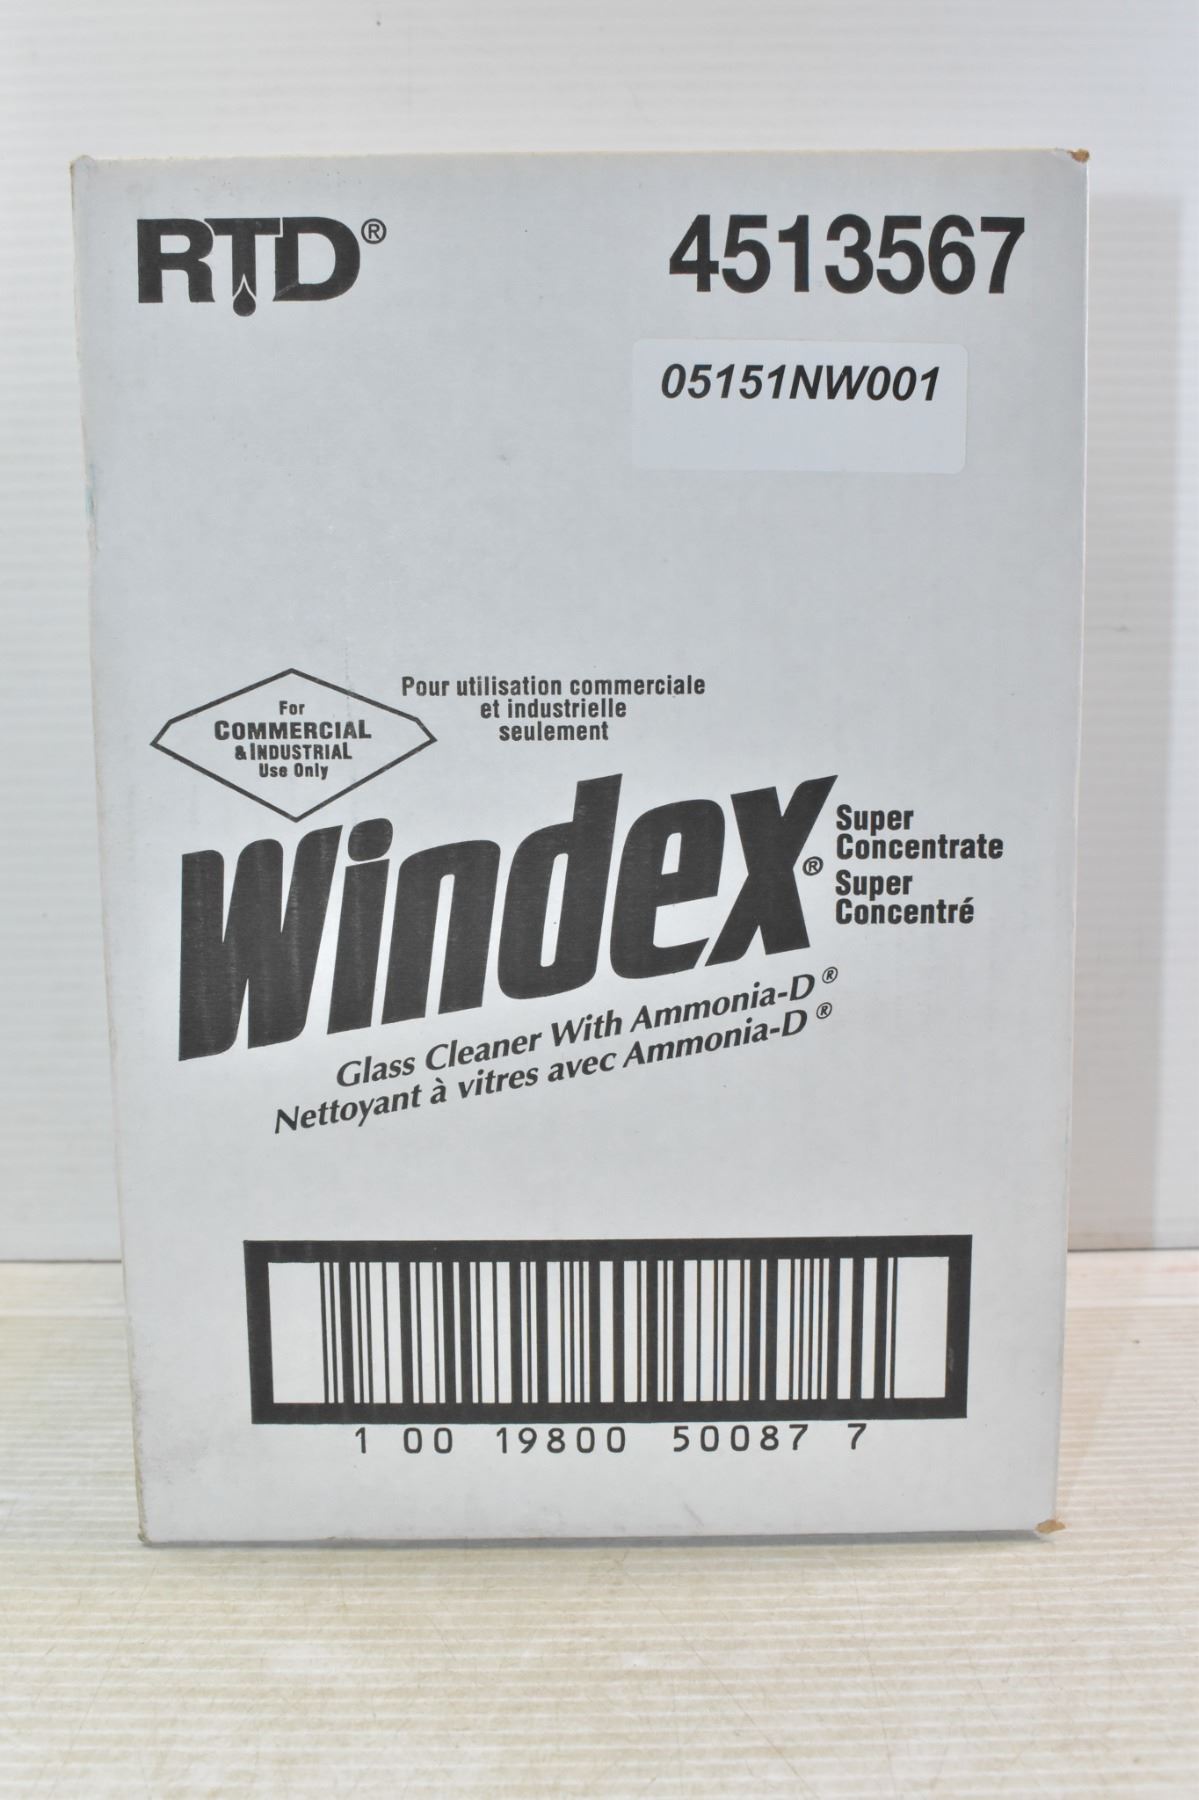 RTD®
4513567
05151NW001
For
COMMERCIAL
& INDUSTRIAL
Use Only
Pour utilisation commerciale
et industrielle
seulement
Windex®
Super
Concentrate
Super
Concentré
Glass Cleaner With Ammonia-D®
Nettoyant à vitres avec Ammonia-D®
1 00 19800 50087 7